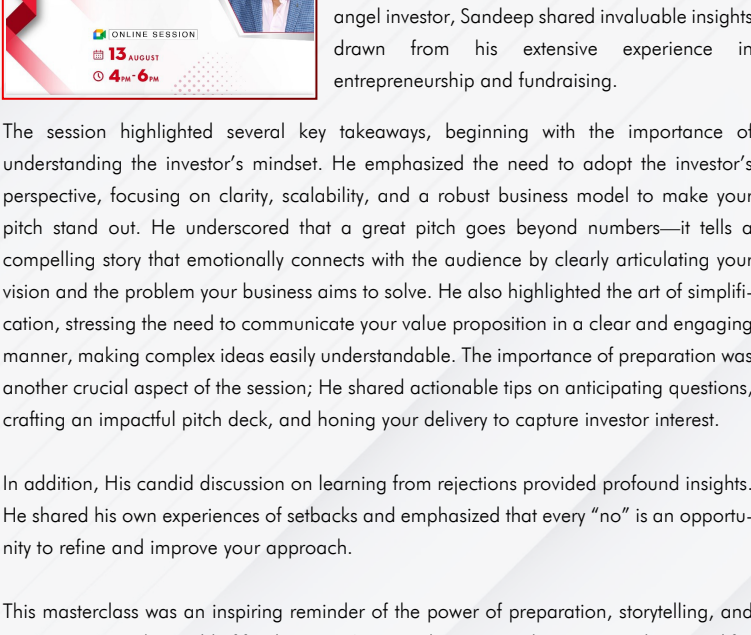 ONLINE SESSION
13 AUGUST
4PM-6PM
angel investor, Sandeep shared invaluable insights
drawn from his extensive experience in
entrepreneurship and fundraising.
The session highlighted several key takeaways, beginning with the importance of
understanding the investor’s mindset. He emphasized the need to adopt the investor’s
perspective, focusing on clarity, scalability, and a robust business model to make your
pitch stand out. He underscored that a great pitch goes beyond numbers—it tells a
compelling story that emotionally connects with the audience by clearly articulating your
vision and the problem your business aims to solve. He also highlighted the art of simplifi-
cation, stressing the need to communicate your value proposition in a clear and engaging
manner, making complex ideas easily understandable. The importance of preparation was
another crucial aspect of the session; He shared actionable tips on anticipating questions,
crafting an impactful pitch deck, and honing your delivery to capture investor interest.
In addition, His candid discussion on learning from rejections provided profound insights.
He shared his own experiences of setbacks and emphasized that every “no” is an opportu-
nity to refine and improve your approach.
This masterclass was an inspiring reminder of the power of preparation, storytelling, and